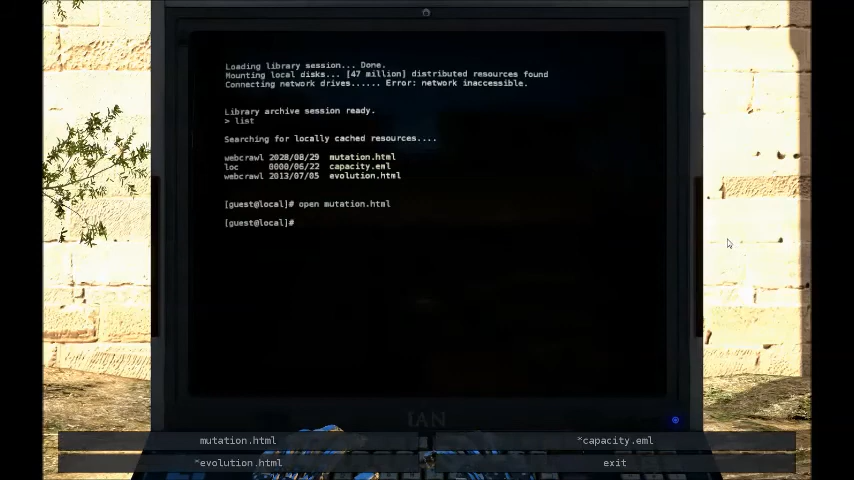 Loading library session... Done.
Mounting local disks... [47 million] distributed resources found
Connecting network drives...... Error: network inaccessible.
Library archive session ready.
> list
Searching for locally cached resources....
webcrawl 2028/08/29 mutation.html
loc 0000/06/22 capacity.eml
webcrawl 2013/07/05 evolution.html
[guest@local]# open mutation.html
[guest@local]#
IAN
mutation.html
*capacity.eml
*evolution.html
exit